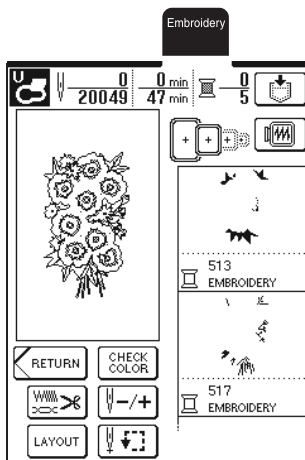 Embroidery
U
0
20049
0 min
47 min
0
5
513
EMBROIDERY
517
EMBROIDERY
RETURN
CHECK
COLOR
-/+
LAYOUT